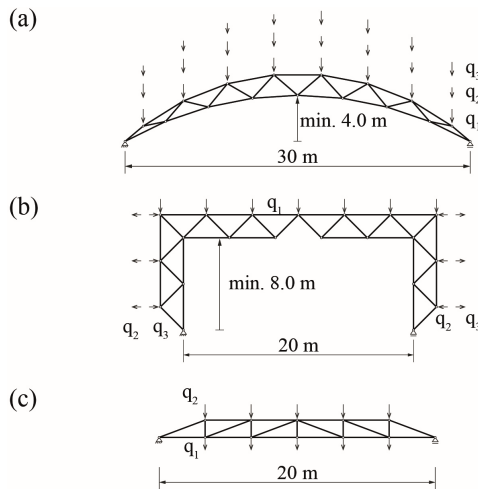 (a)
q₃
q₂
q₁
min. 4.0 m
30 m
(b)
q₁
min. 8.0 m
q₂ q₃
q₂ q₃
20 m
(c)
q₂
q₁
20 m